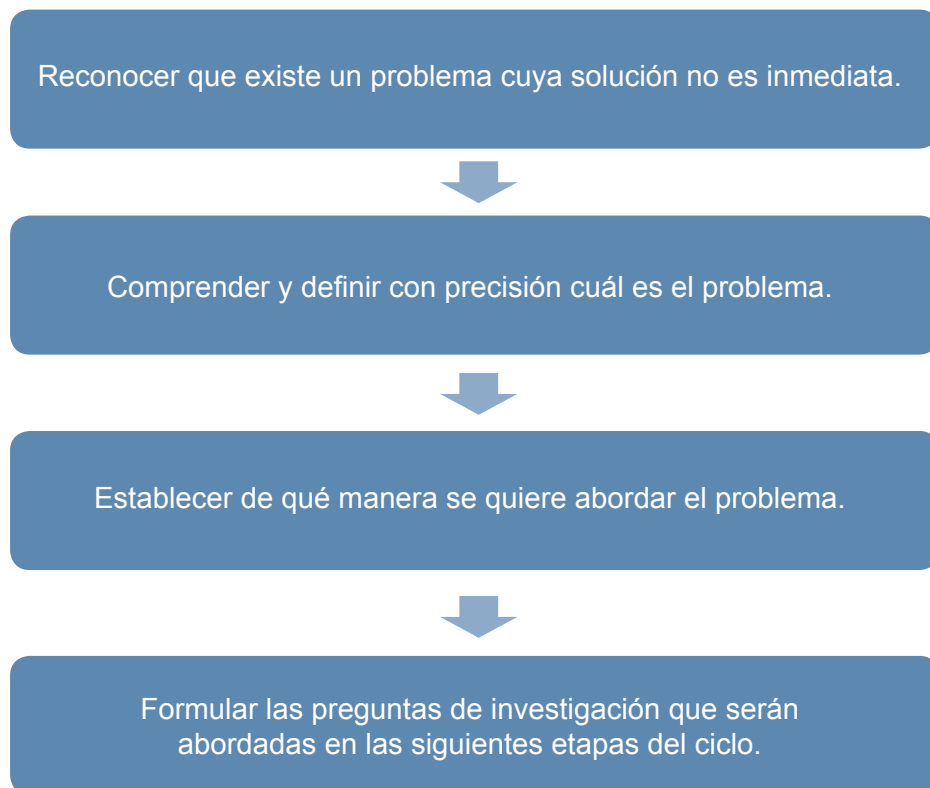 Reconocer que existe un problema cuya solución no es inmediata.
Comprender y definir con precisión cuál es el problema.
Establecer de qué manera se quiere abordar el problema.
Formular las preguntas de investigación que serán
abordadas en las siguientes etapas del ciclo.